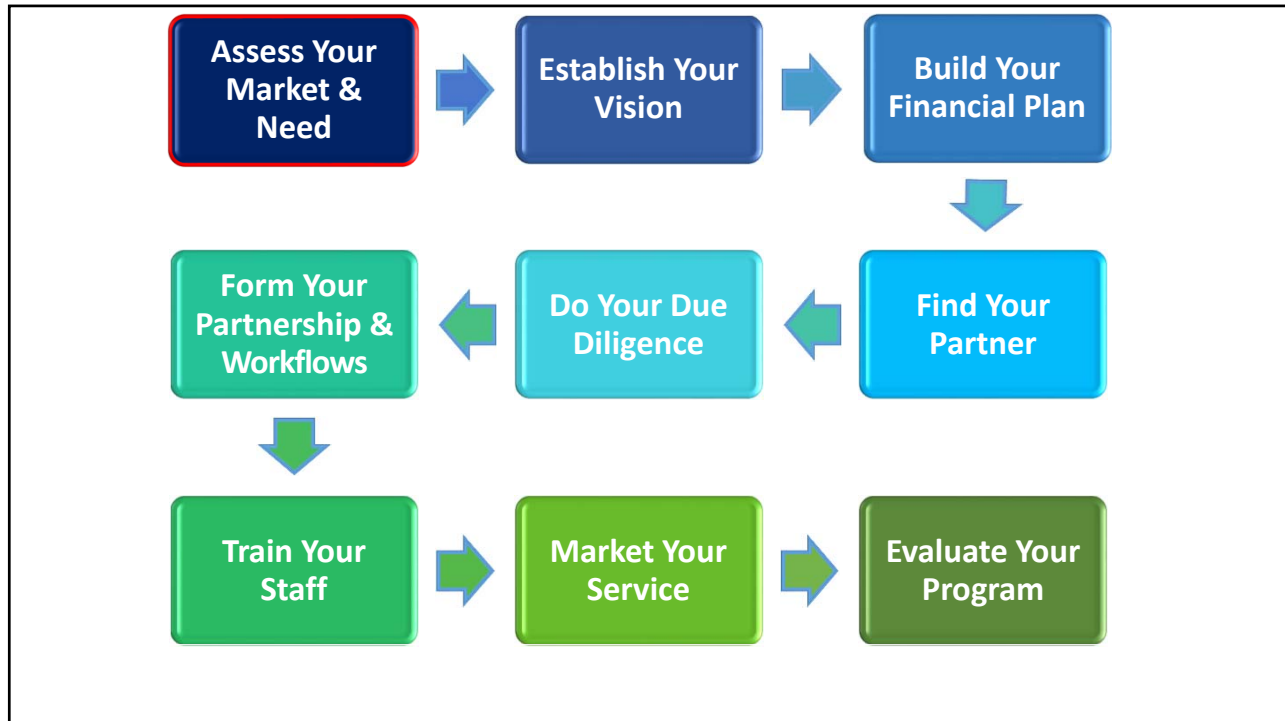 Assess Your
Market &
Need
Establish Your
Vision
Build Your
Financial Plan
Find Your
Partner
Do Your Due
Diligence
Form Your
Partnership &
Workflows
Train Your
Staff
Market Your
Service
Evaluate Your
Program